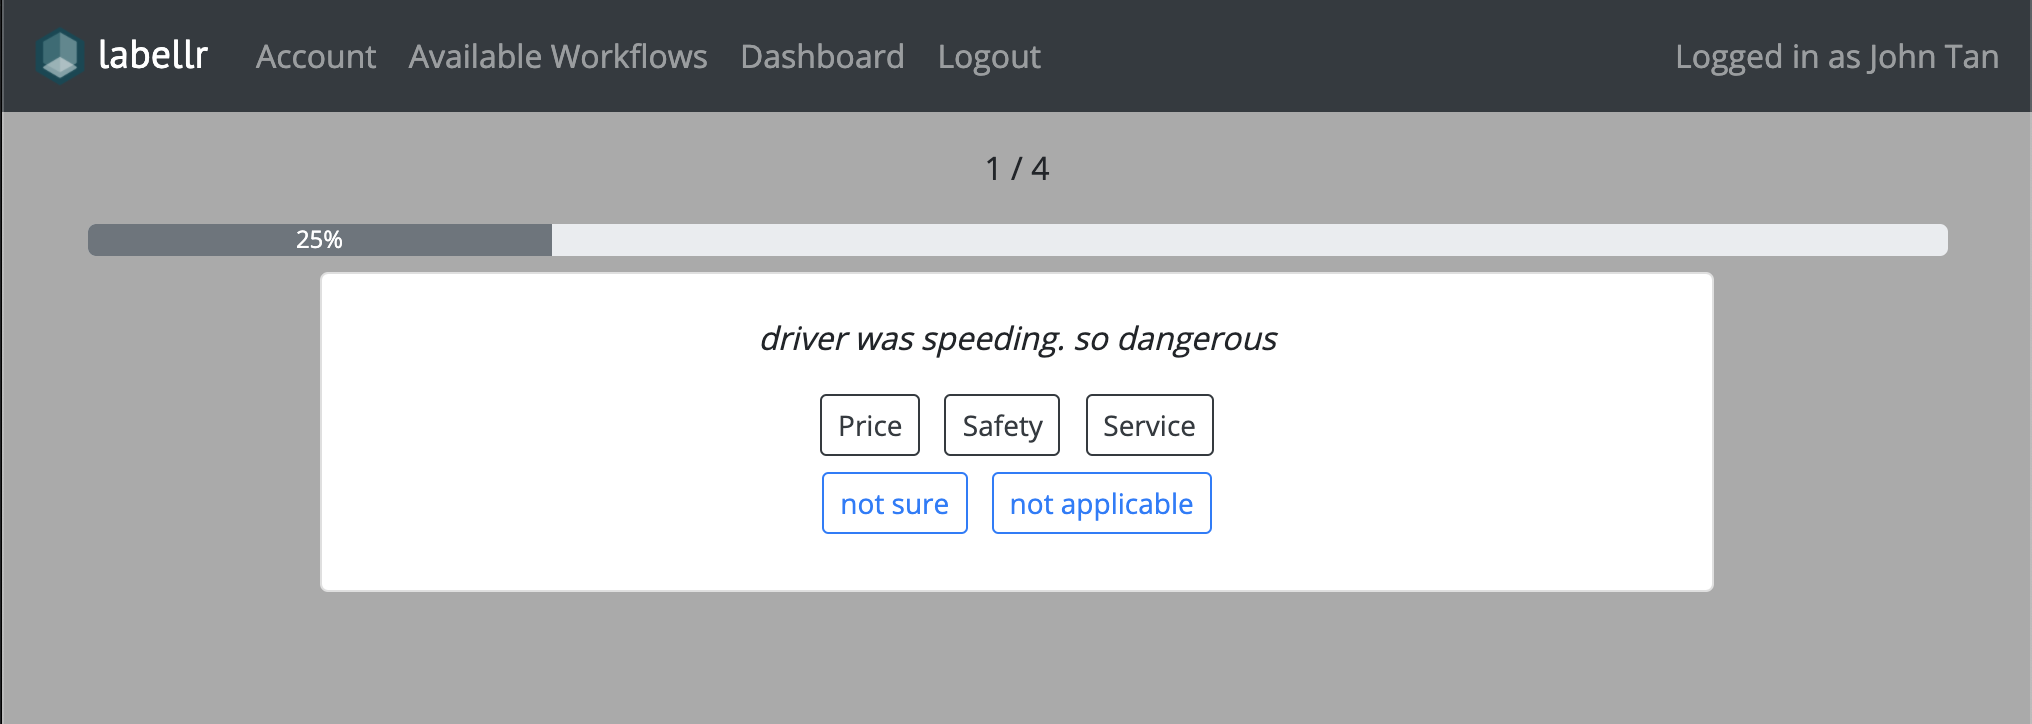 labellr Account Available Workflows Dashboard Logout Logged in as John Tan
1 / 4
25%
driver was speeding. so dangerous
Price Safety Service
not sure not applicable